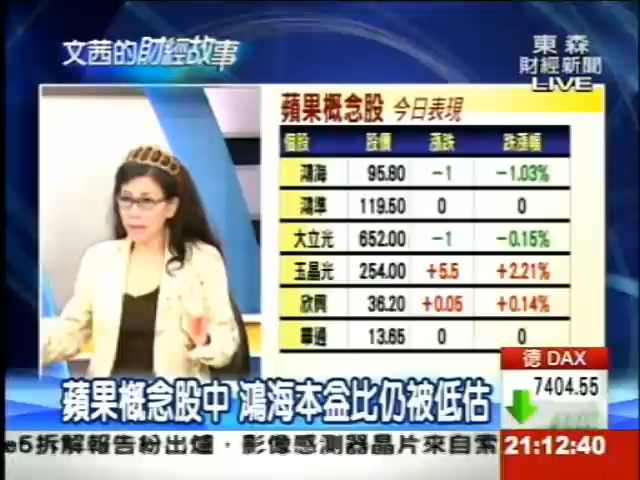 文茜的財經故事
東森
財經新聞
LIVE
蘋果概念股 今日表現
個股 股價 漲跌 跌漲幅
鴻海 95.80 -1 -1.03%
鴻準 119.50 0 0
大立光 652.00 -1 -0.15%
玉晶光 254.00 +5.5 +2.21%
欣興 36.20 +0.05 +0.14%
華通 13.65 0 0
德 DAX
7404.55
蘋果概念股中 鴻海本益比仍被低估
e5拆解報告粉出爐，影像感測器晶片來自索
21:12:40